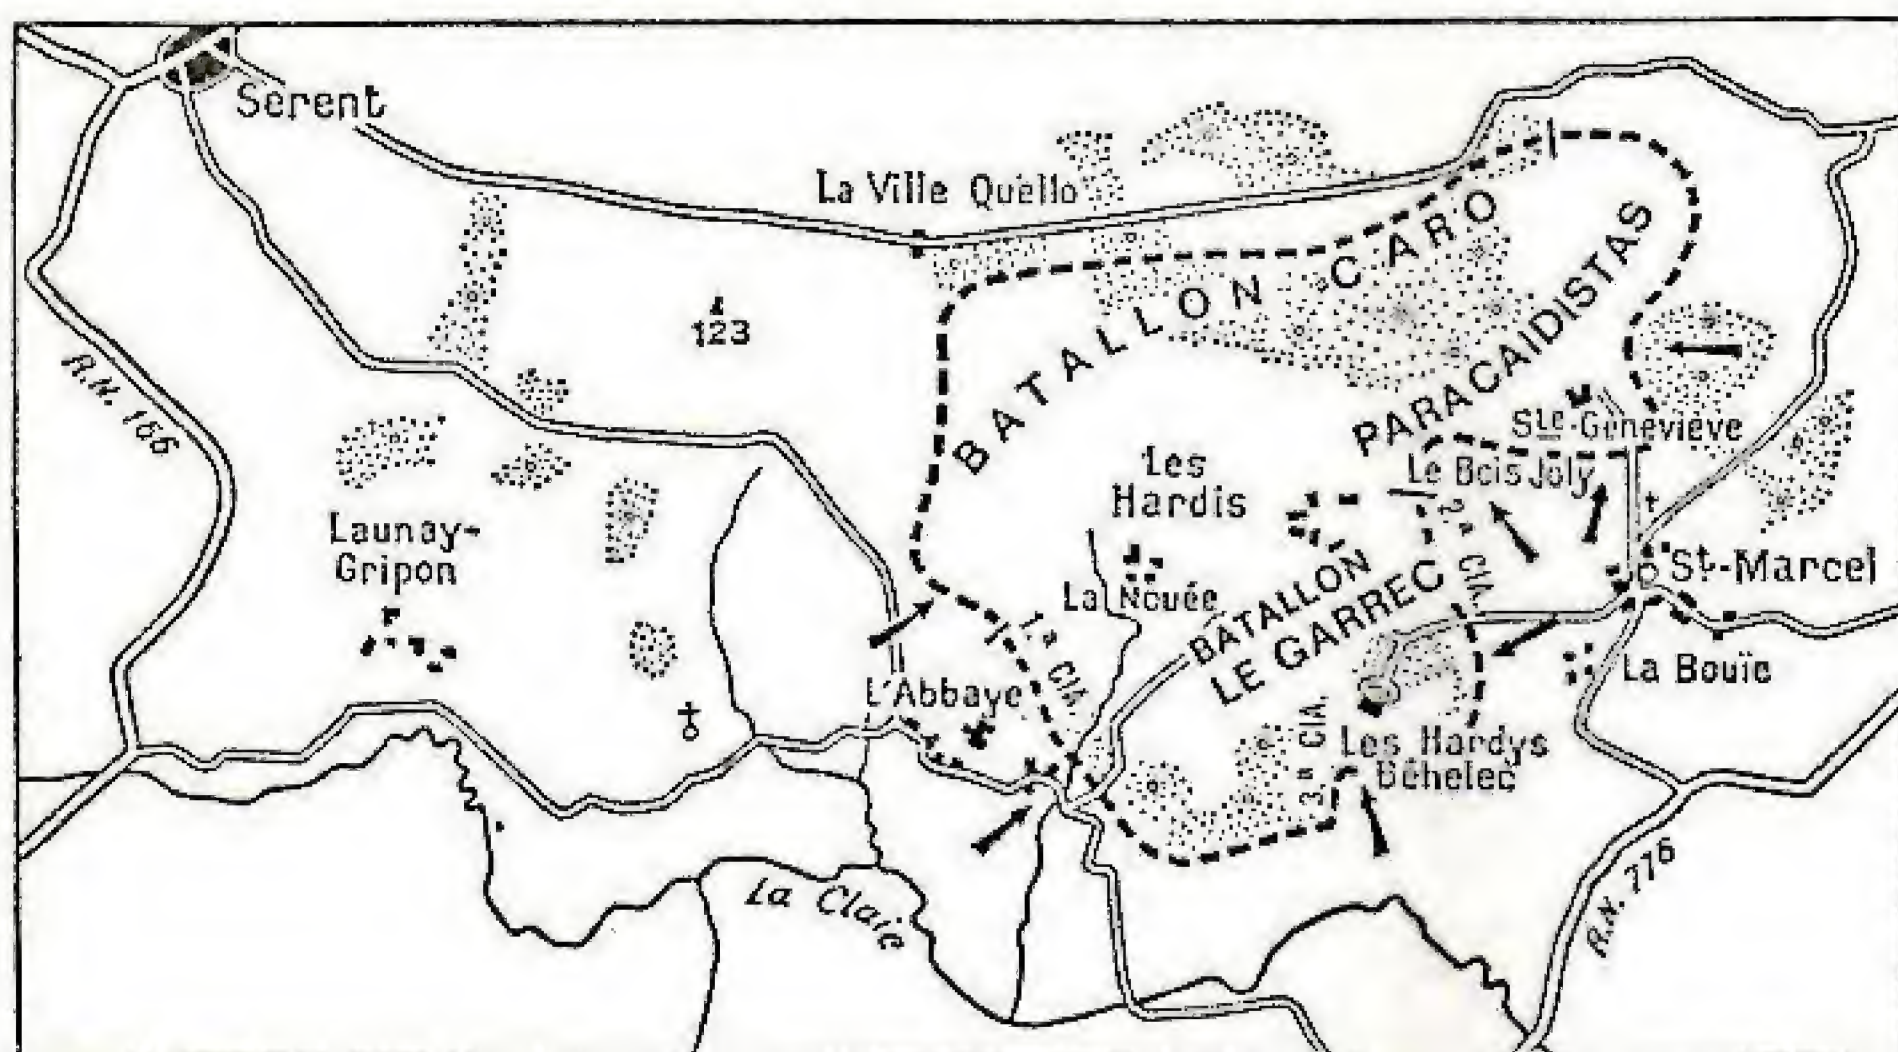 Serent
La Ville Quello
BATALLON CARO
PARACAIDISTAS
123
R.N. 166
Ste-Geneviève
Le Bois Joly
Les
Hardis
2ª CIA.
Launay-
Gripon
St-Marcel
La Nouée
BATALLON
LE GARREC
1.ª CIA.
L'Abbaye
La Bouïe
3.ª CIA.
Les Hardys
Béhelec
La Claie
R.N. 776